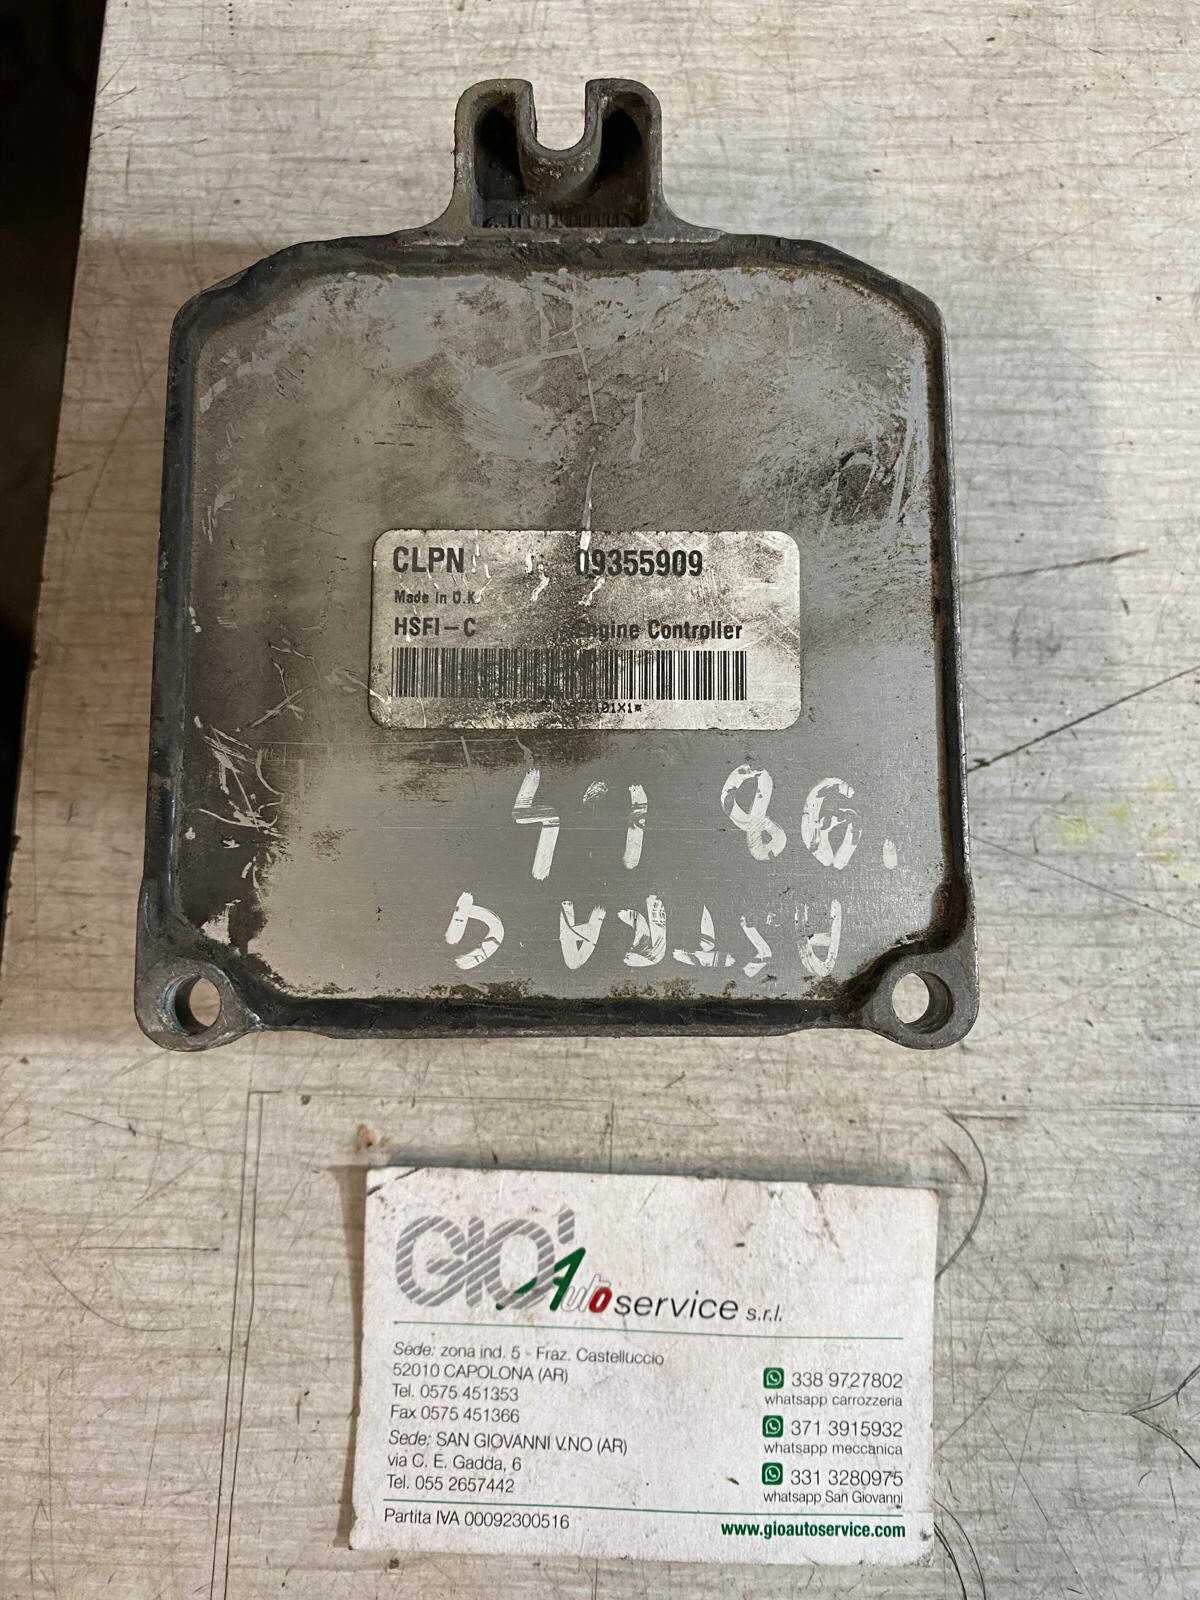 CLPN 09355909
Made In U.K.
HSFI-C Engine Controller
ASTRA G
'98 1.4
GIO' Autoservice s.r.l.
Sede: zona ind. 5 - Fraz. Castelluccio
52010 CAPOLONA (AR)
Tel. 0575 451353
Fax 0575 451366
Sede: SAN GIOVANNI V.NO (AR)
via C. E. Gadda, 6
Tel. 055 2657442
338 9727802
whatsapp carrozzeria
371 3915932
whatsapp meccanica
331 3280975
whatsapp San Giovanni
Partita IVA 00092300516
www.gioautoservice.com